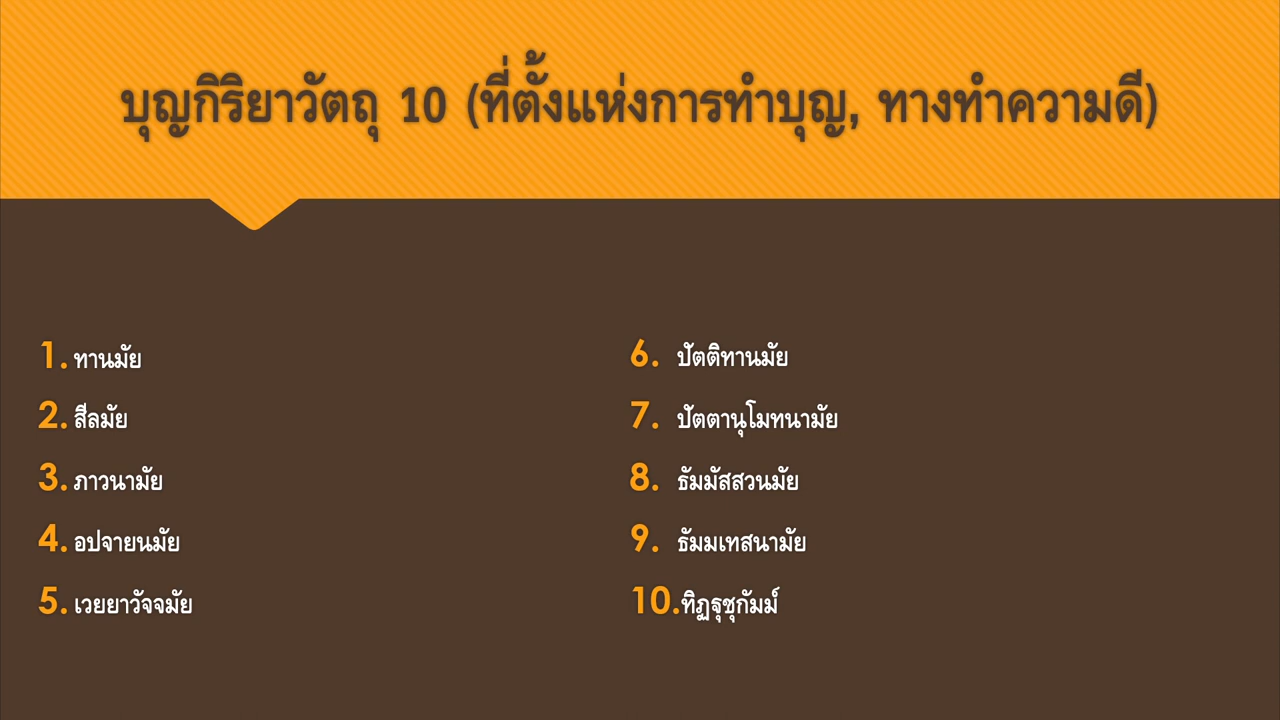 บุญกิริยาวัตถุ 10 (ที่ตั้งแห่งการทำบุญ, ทางทำความดี)
1. ทานมัย
2. สีลมัย
3. ภาวนามัย
4. อปจายนมัย
5. เวยยาวัจจมัย
6. ปัตติทานมัย
7. ปัตตานุโมทนามัย
8. ธัมมัสสวนมัย
9. ธัมมเทสนามัย
10.ทิฏฐุชุกัมม์